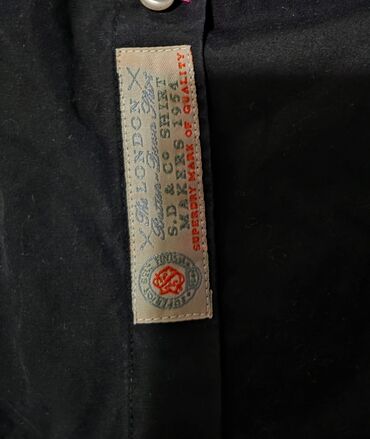 The LONDON
Button Down Shirt
S.D & Co SHIRT
MAKERS 1954
SUPERDRY MARK OF QUALITY